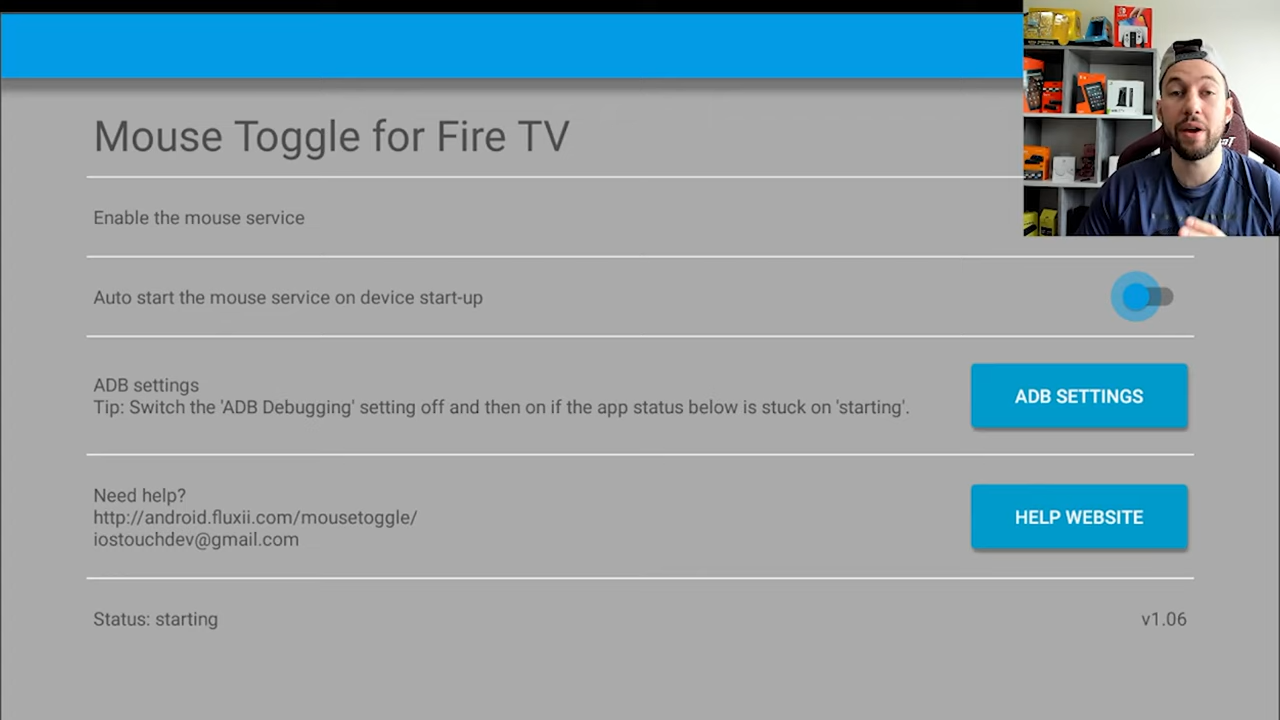 Mouse Toggle for Fire TV
Enable the mouse service
Auto start the mouse service on device start-up
ADB settings
Tip: Switch the 'ADB Debugging' setting off and then on if the app status below is stuck on 'starting'.
ADB SETTINGS
Need help?
http://android.fluxii.com/mousetoggle/
iostouchdev@gmail.com
HELP WEBSITE
Status: starting
v1.06